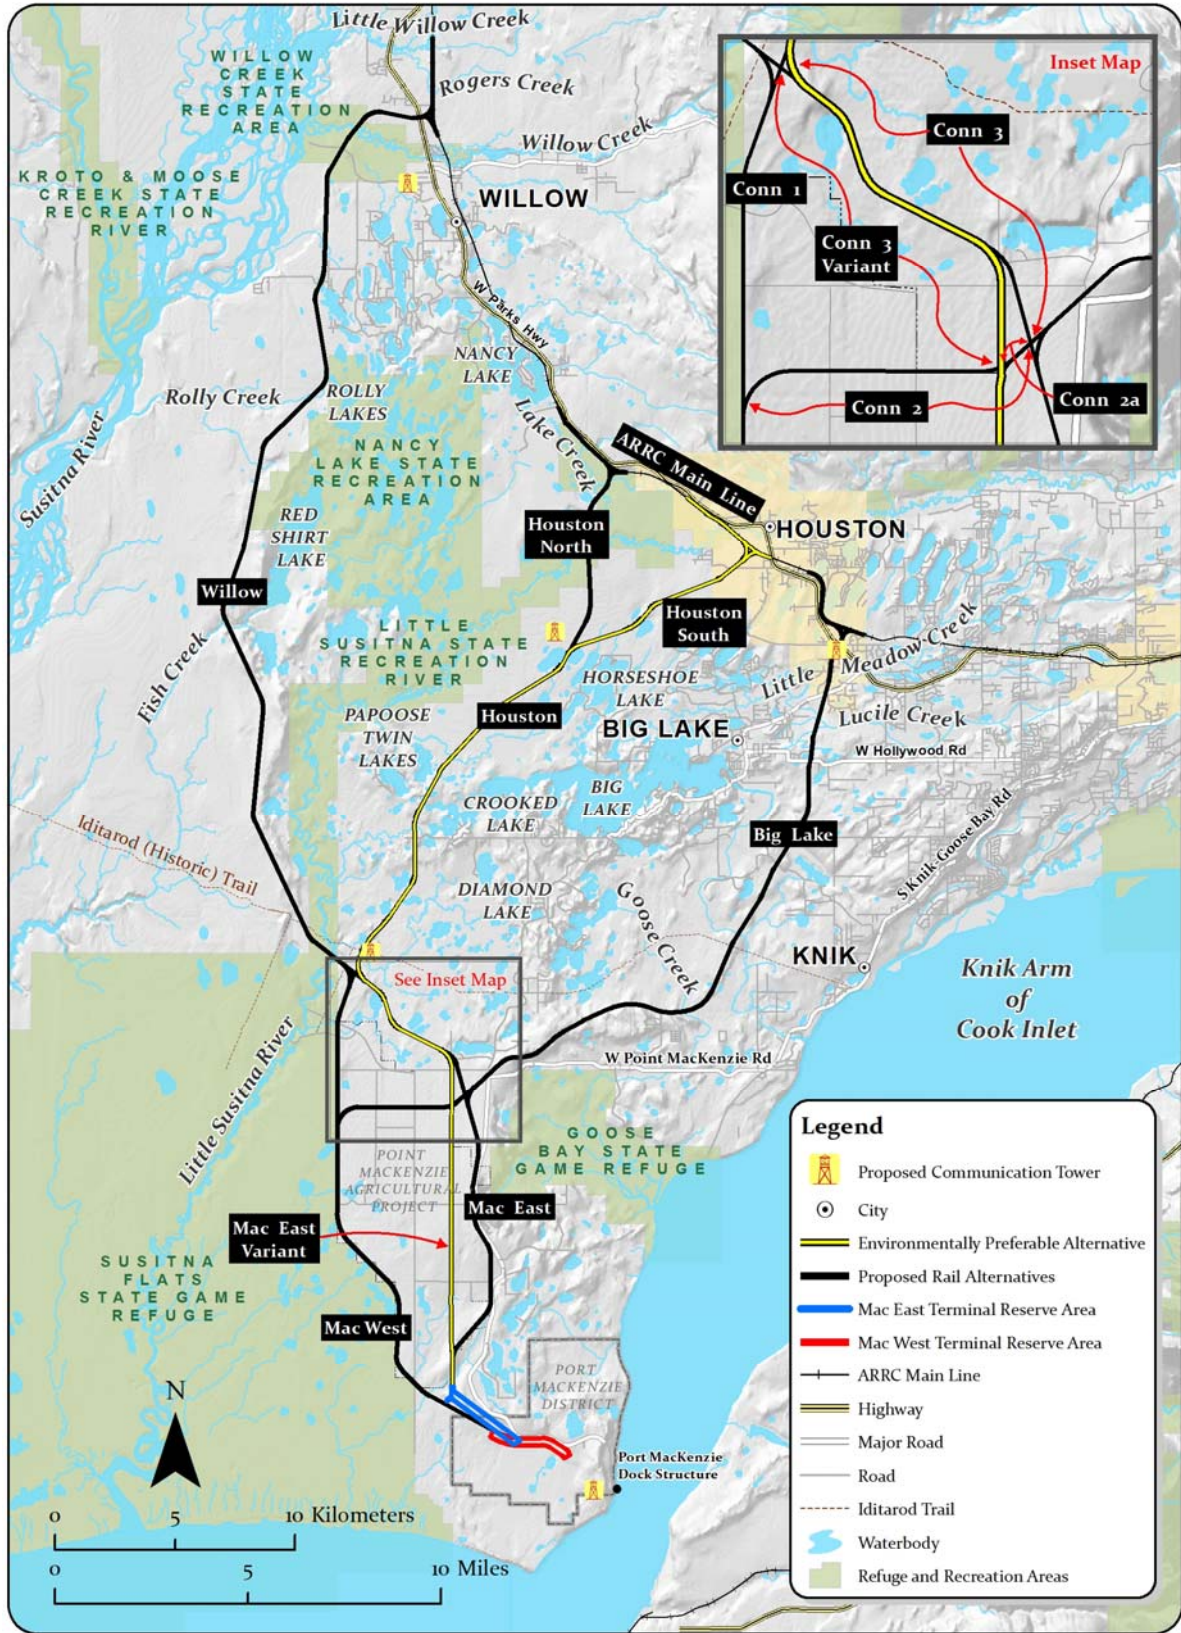 Little Willow Creek
WILLOW
CREEK
STATE
RECREATION
AREA
Rogers Creek
Willow Creek
KROTO & MOOSE
CREEK STATE
RECREATION
RIVER
WILLOW
W Parks Hwy
NANCY
LAKE
Rolly Creek
ROLLY
LAKES
Lake Creek
Susitna River
NANCY
LAKE STATE
RECREATION
AREA
ARRC Main Line
RED
SHIRT
LAKE
Houston
North
HOUSTON
Willow
Houston
South
LITTLE
SUSITNA STATE
RECREATION
RIVER
Fish Creek
Little Meadow Creek
HORSESHOE
LAKE
Lucile Creek
PAPOOSE
TWIN
LAKES
Houston
BIG LAKE
W Hollywood Rd
BIG
LAKE
CROOKED
LAKE
Iditarod (Historic) Trail
Big Lake
S Knik-Goose Bay Rd
DIAMOND
LAKE
Goose Creek
KNIK
Knik Arm
of
Cook Inlet
See Inset Map
Little Susitna River
W Point MacKenzie Rd
GOOSE
BAY STATE
GAME REFUGE
POINT
MACKENZIE
AGRICULTURAL
PROJECT
Mac East
Mac East
Variant
SUSITNA
FLATS
STATE GAME
REFUGE
Mac West
PORT
MACKENZIE
DISTRICT
Port MacKenzie
Dock Structure
N
0 5 10 Kilometers
0 5 10 Miles
Inset Map
Conn 3
Conn 1
Conn 3
Variant
Conn 2
Conn 2a
Legend
Proposed Communication Tower
City
Environmentally Preferable Alternative
Proposed Rail Alternatives
Mac East Terminal Reserve Area
Mac West Terminal Reserve Area
ARRC Main Line
Highway
Major Road
Road
Iditarod Trail
Waterbody
Refuge and Recreation Areas